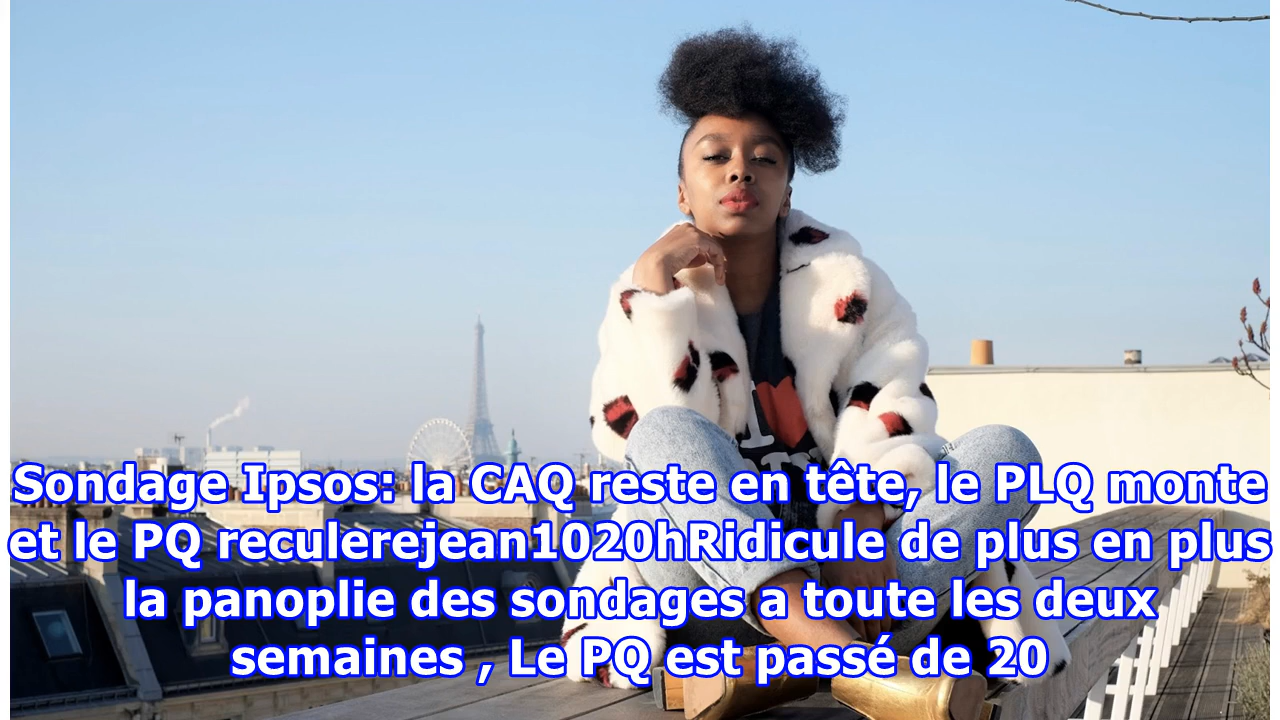 Sondage Ipsos: la CAQ reste en tête, le PLQ monte
et le PQ reculerejean1020hRidicule de plus en plus
la panoplie des sondages a toute les deux
semaines , Le PQ est passé de 20
I